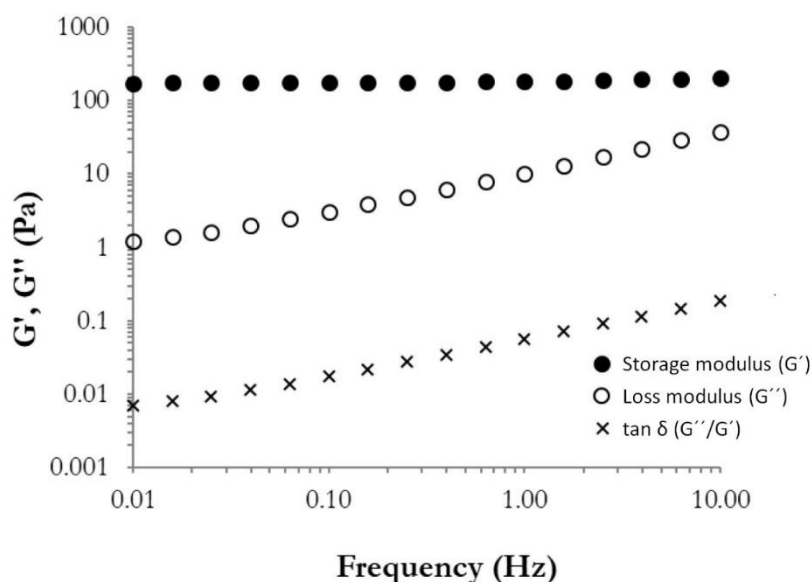 1000
100
10
1
0.1
0.01
0.001
G', G'' (Pa)
0.01
0.10
1.00
10.00
Frequency (Hz)
Storage modulus (G´)
Loss modulus (G´´)
tan δ (G´´/G´)